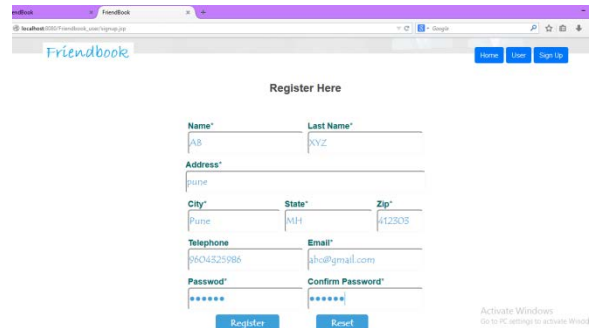 endBook × FriendBook × +
localhost:8080/Friendbook_user/signup.jsp Google
Friendbook Home User Sign Up
Register Here
Name* Last Name*
AB XYZ
Address*
pune
City* State* Zip*
Pune MH 412303
Telephone Email*
9604325986 abc@gmail.com
Passwod* Confirm Password*
•••••• ••••••
Register Reset
Activate Windows
Go to PC settings to activate Windo